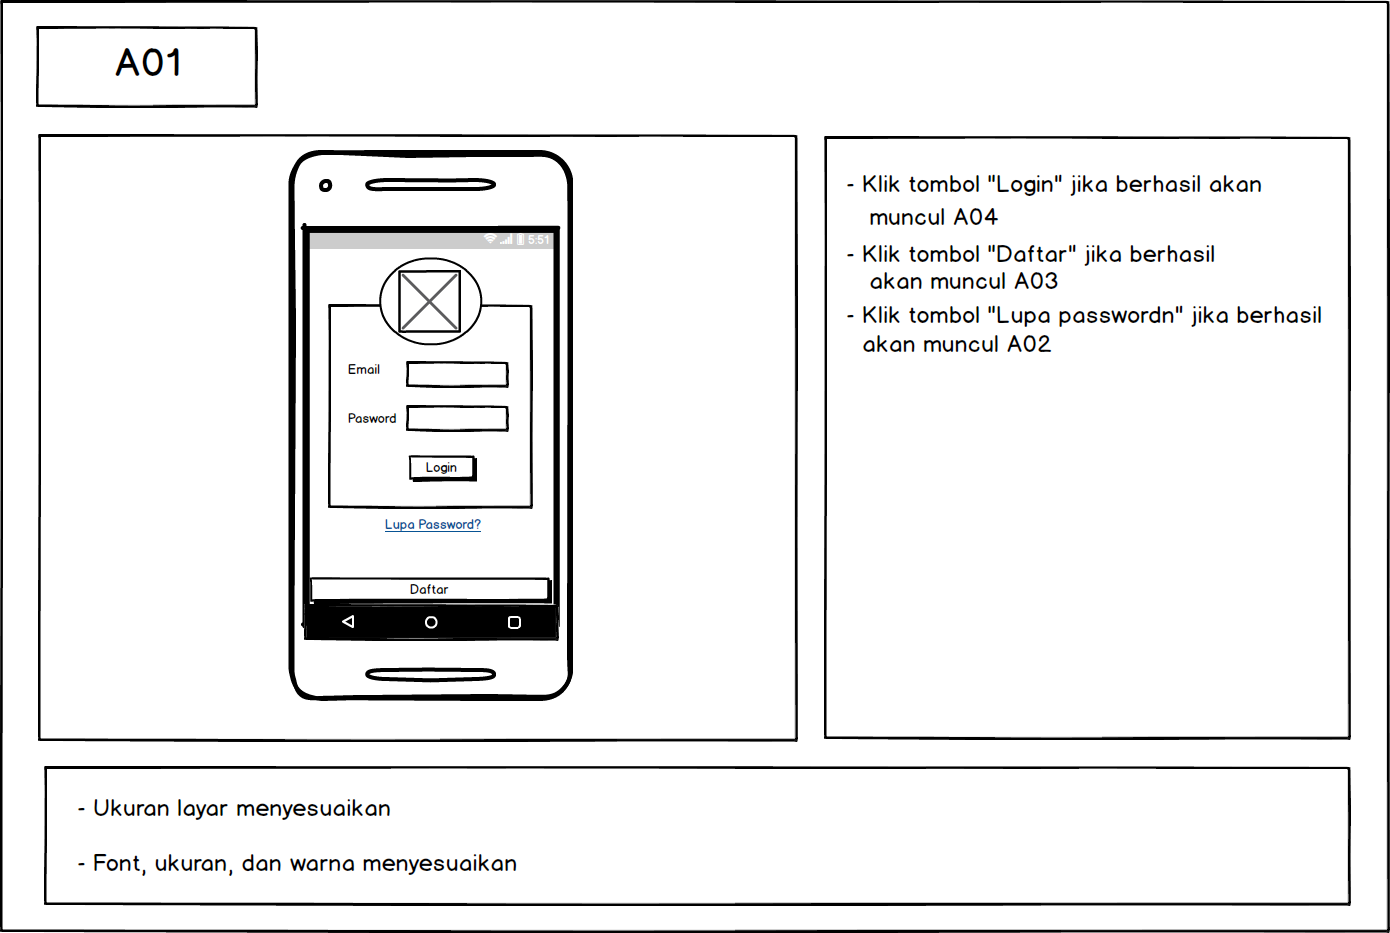 A01
5:51
Email
Pasword
Login
Lupa Password?
Daftar
- Klik tombol "Login" jika berhasil akan
muncul A04
- Klik tombol "Daftar" jika berhasil
akan muncul A03
- Klik tombol "Lupa passwordn" jika berhasil
akan muncul A02
- Ukuran layar menyesuaikan
- Font, ukuran, dan warna menyesuaikan